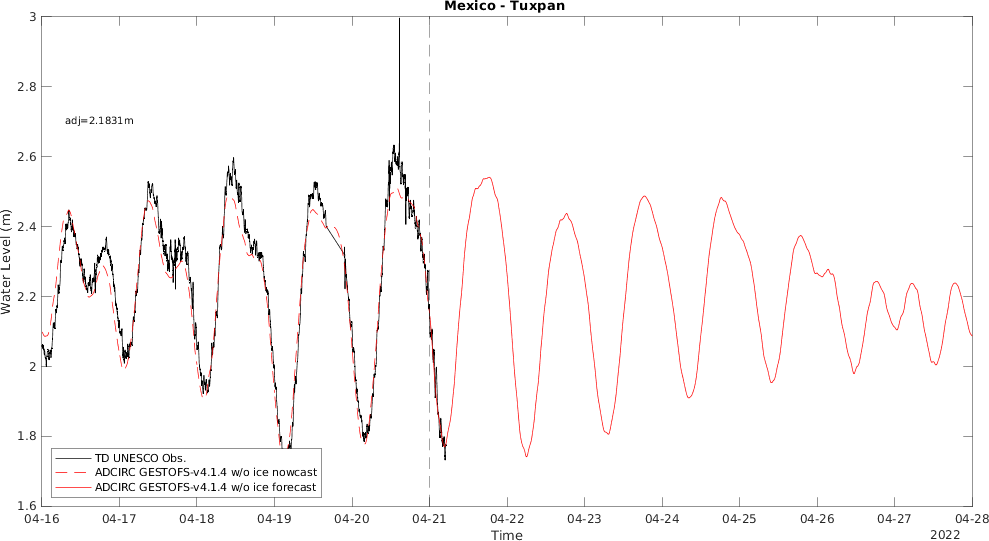 Mexico - Tuxpan
3
2.8
2.6
2.4
2.2
2
1.8
1.6
Water Level (m)
adj=2.1831m
TD UNESCO Obs.
ADCIRC GESTOFS-v4.1.4 w/o ice nowcast
ADCIRC GESTOFS-v4.1.4 w/o ice forecast
04-16 04-17 04-18 04-19 04-20 04-21 04-22 04-23 04-24 04-25 04-26 04-27 04-28
Time
2022